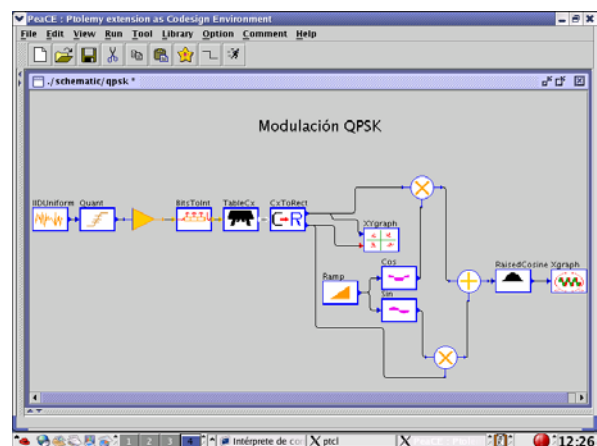 PeaCE : Ptolemy extension as Codesign Environment
File Edit View Run Tool Library Option Comment Help
./schematic/qpsk *
Modulación QPSK
IIDUniform Quant BitsToInt TableCx CxToRect
C R
XYgraph
Cos
RaisedCosine Xgraph
Ramp
Sin
1 2 3 4 Intérprete de co ptcl 12:26